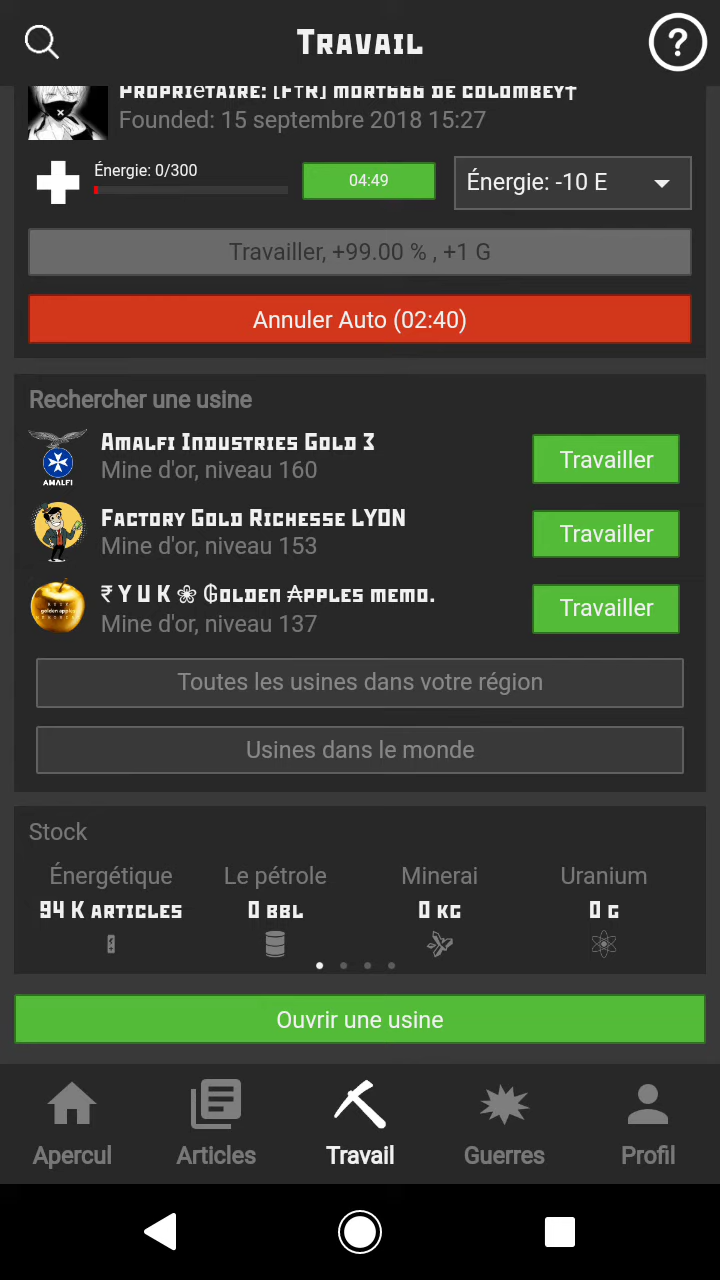 Travail
?
Propriétaire: [FTR] mort666 de colombey†
Founded: 15 septembre 2018 15:27
Énergie: 0/300
04:49
Énergie: -10 E
Travailler, +99.00 % , +1 G
Annuler Auto (02:40)
Rechercher une usine
Amalfi Industries Gold 3
Mine d'or, niveau 160
AMALFI
Travailler
Factory Gold Richesse LYON
Mine d'or, niveau 153
Travailler
₹ Y U K ❀ ₲olden ₳pples memo.
Mine d'or, niveau 137
golden apples
Travailler
Toutes les usines dans votre région
Usines dans le monde
Stock
Énergétique Le pétrole Minerai Uranium
94 K articles 0 bbl 0 kg 0 g
Ouvrir une usine
Apercul Articles Travail Guerres Profil